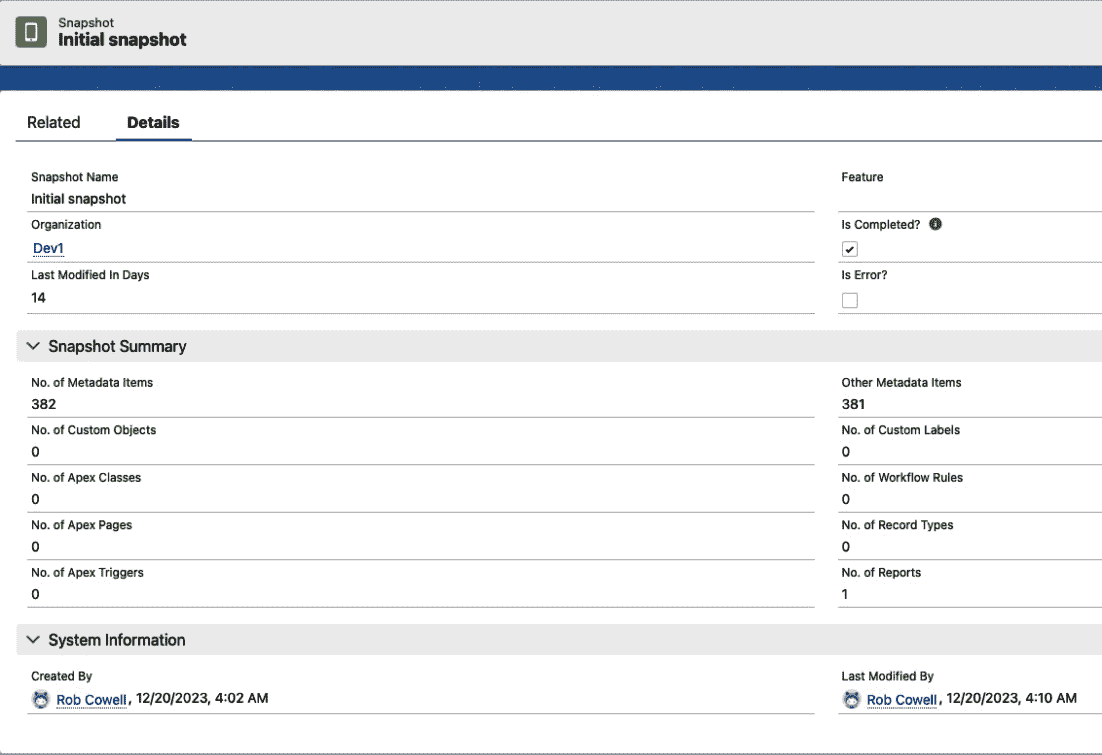 Snapshot
Initial snapshot
Related Details
Snapshot Name Feature
Initial snapshot
Organization Is Completed?
Dev1
Last Modified In Days Is Error?
14
Snapshot Summary
No. of Metadata Items Other Metadata Items
382 381
No. of Custom Objects No. of Custom Labels
0 0
No. of Apex Classes No. of Workflow Rules
0 0
No. of Apex Pages No. of Record Types
0 0
No. of Apex Triggers No. of Reports
0 1
System Information
Created By Last Modified By
Rob Cowell, 12/20/2023, 4:02 AM Rob Cowell, 12/20/2023, 4:10 AM